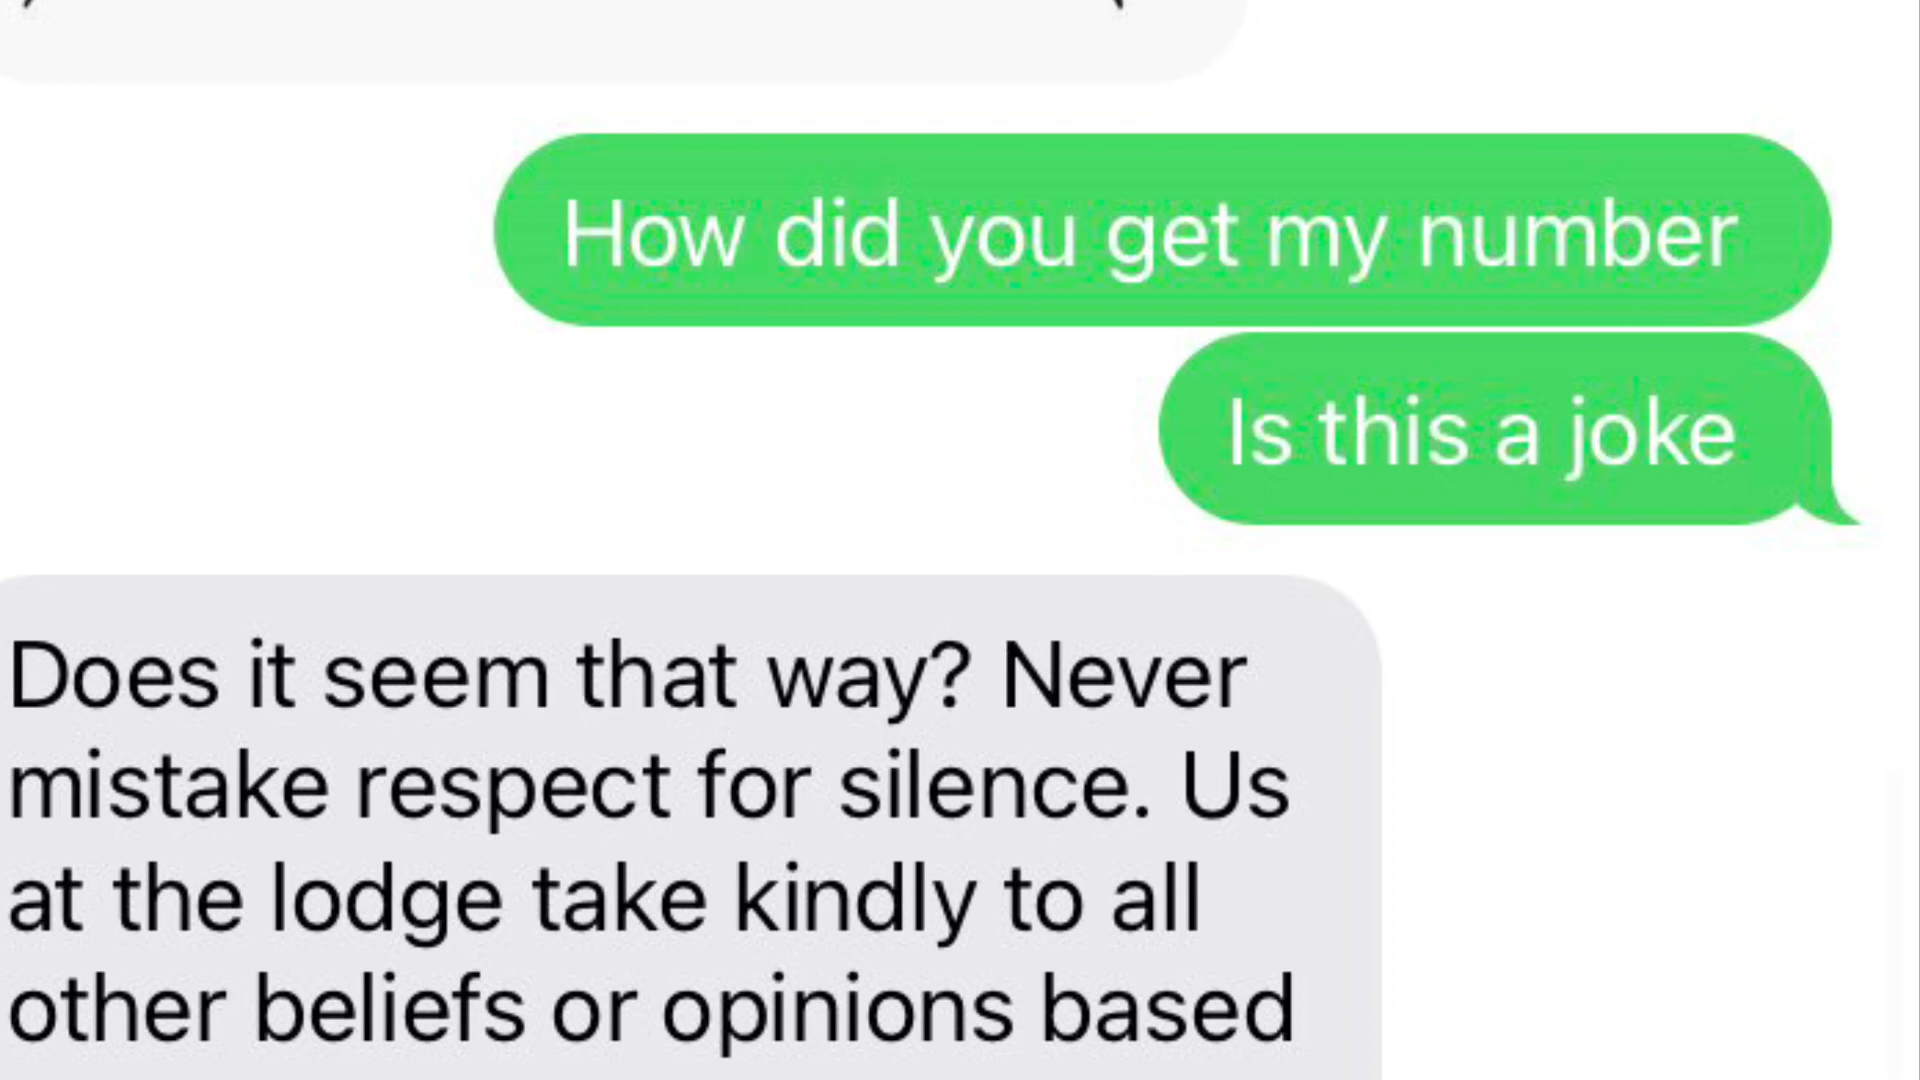 How did you get my number
Is this a joke
Does it seem that way? Never
mistake respect for silence. Us
at the lodge take kindly to all
other beliefs or opinions based